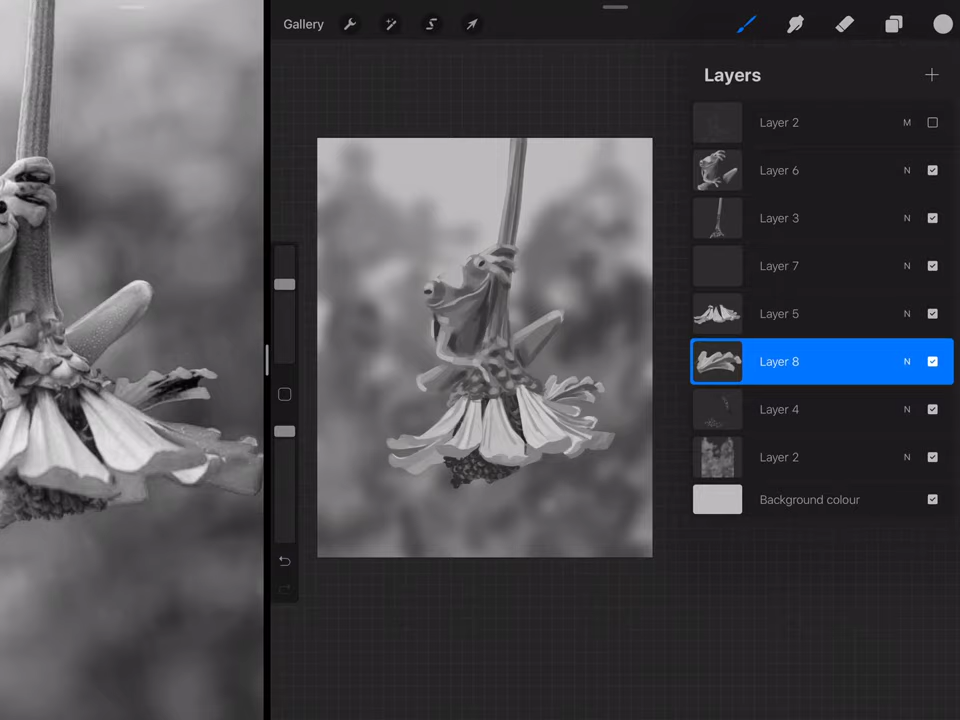 Gallery
Layers
Layer 2 M
Layer 6 N
Layer 3 N
Layer 7 N
Layer 5 N
Layer 8 N
Layer 4 N
Layer 2 N
Background colour